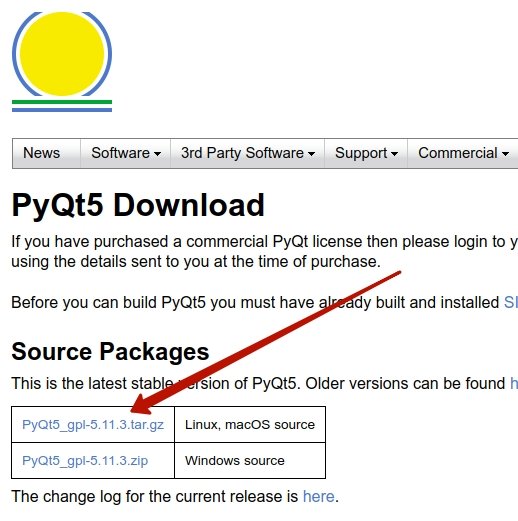 News Software 3rd Party Software Support Commercial
PyQt5 Download
If you have purchased a commercial PyQt license then please login to y
using the details sent to you at the time of purchase.
Before you can build PyQt5 you must have already built and installed SI
Source Packages
This is the latest stable version of PyQt5. Older versions can be found h
PyQt5_gpl-5.11.3.tar.gz Linux, macOS source
PyQt5_gpl-5.11.3.zip Windows source
The change log for the current release is here.